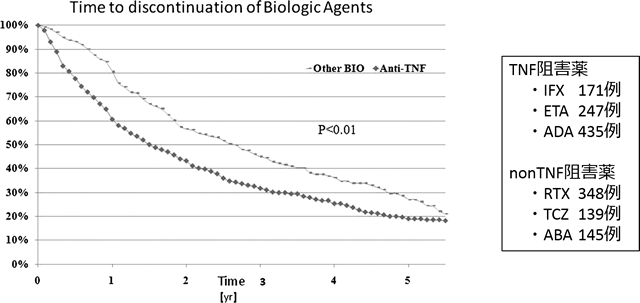 Time to discontinuation of Biologic Agents
100%
90%
80%
70%
60%
50%
40%
30%
20%
10%
0%
Other BIO Anti-TNF
P<0.01
0 1 2 3 4 5
Time
【yr】
TNF阻害薬
・IFX 171例
・ETA 247例
・ADA 435例
nonTNF阻害薬
・RTX 348例
・TCZ 139例
・ABA 145例